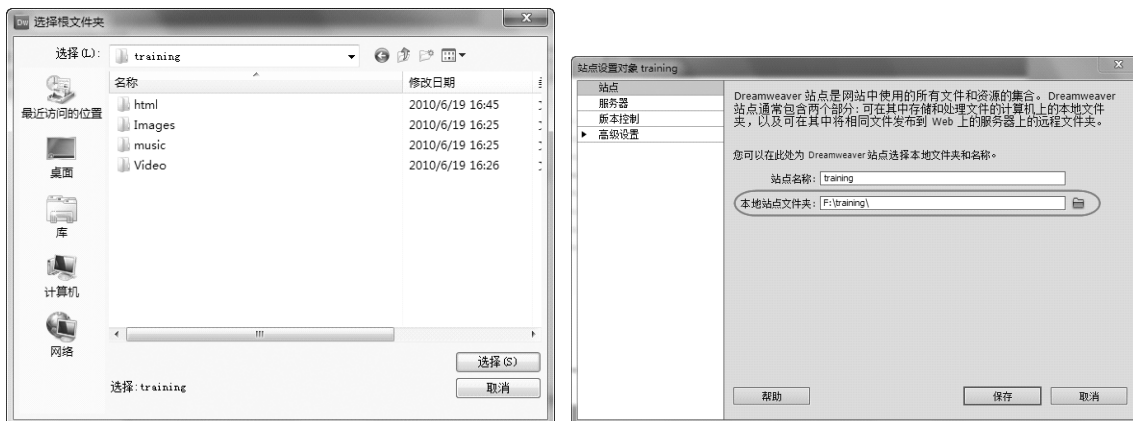 Dw 选择根文件夹
选择(L): training
名称 修改日期
html 2010/6/19 16:45
Images 2010/6/19 16:25
music 2010/6/19 16:25
Video 2010/6/19 16:26
最近访问的位置
桌面
库
计算机
网络
选择(S)
选择:training
取消
站点设置对象 training
站点
服务器
版本控制
高级设置
Dreamweaver 站点是网站中使用的所有文件和资源的集合。Dreamweaver
站点通常包含两个部分:可在其中存储和处理文件的计算机上的本地文件
夹，以及可在其中将相同文件发布到 Web 上的服务器上的远程文件夹。
您可以在此处为 Dreamweaver 站点选择本地文件夹和名称。
站点名称: training
本地站点文件夹: F:\training\
帮助 保存 取消